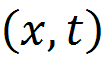 (x, t)